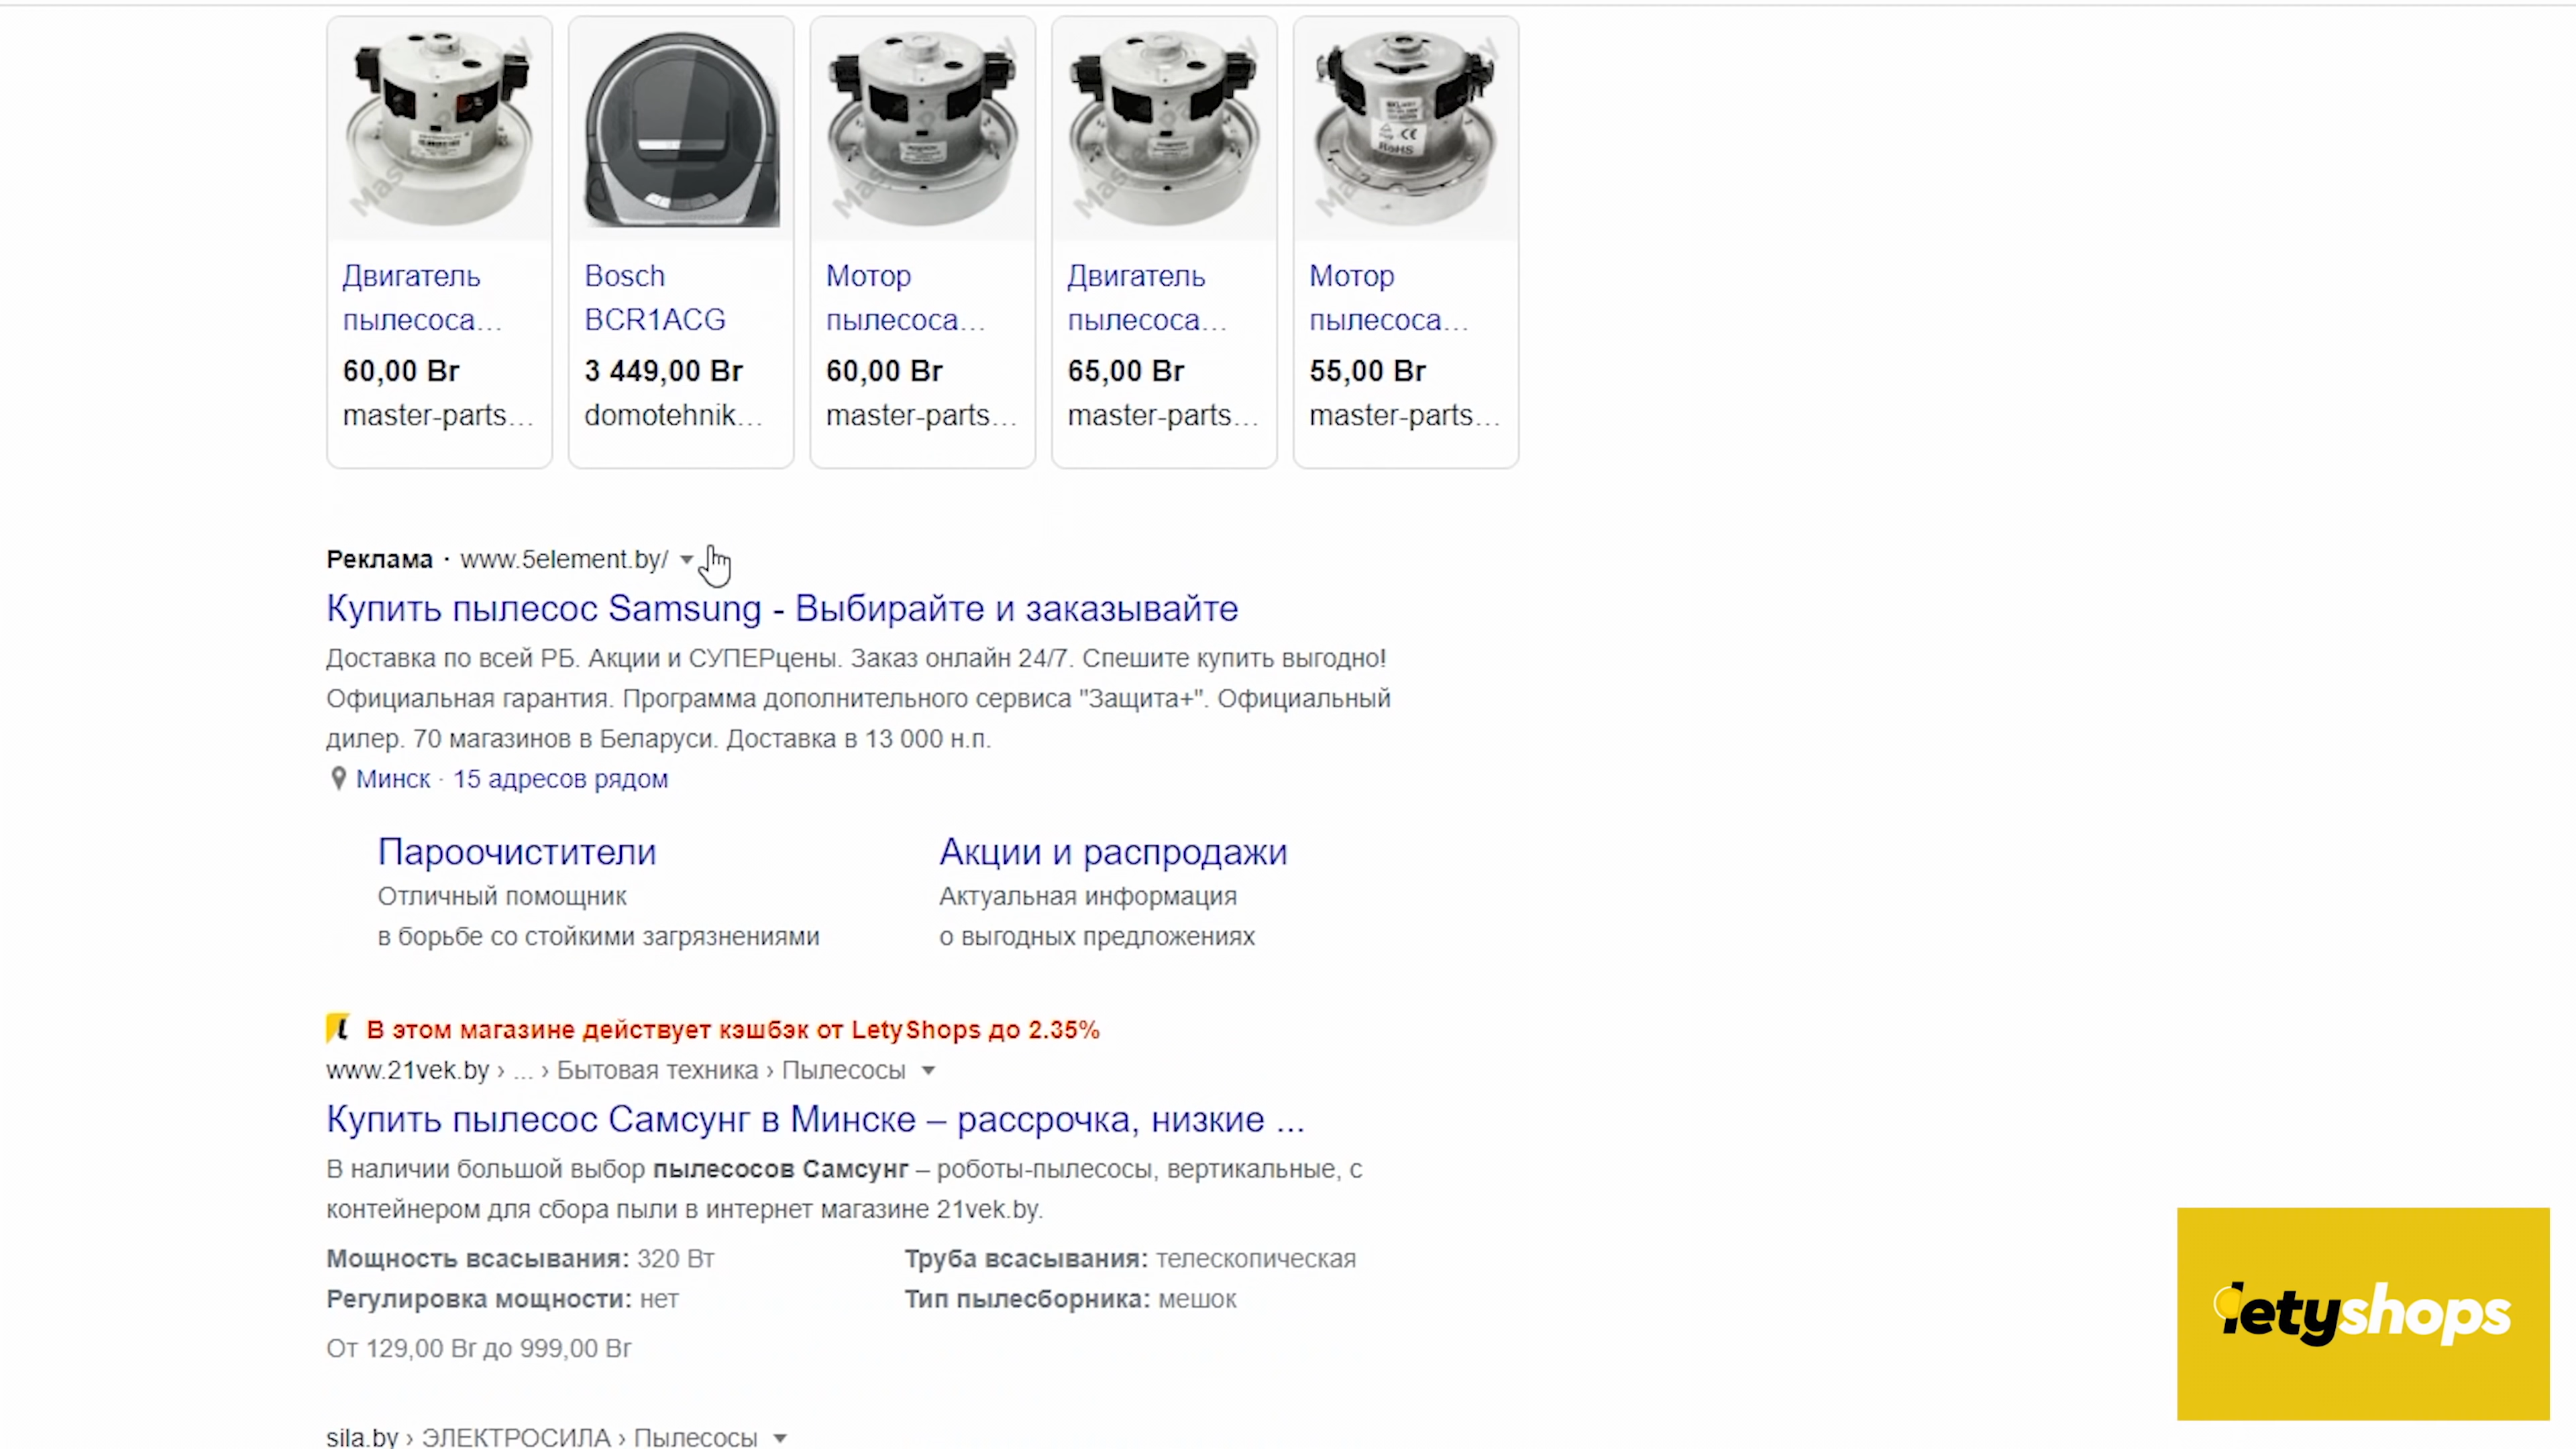 Двигатель
пылесоса...
60,00 Br
master-parts...
Bosch
BCR1ACG
3 449,00 Br
domotehnik...
Мотор
пылесоса...
60,00 Br
master-parts...
Двигатель
пылесоса...
65,00 Br
master-parts...
CE
RoHS
Мотор
пылесоса...
55,00 Br
master-parts...
Реклама · www.5element.by/
Купить пылесос Samsung - Выбирайте и заказывайте
Доставка по всей РБ. Акции и СУПЕРцены. Заказ онлайн 24/7. Спешите купить выгодно!
Официальная гарантия. Программа дополнительного сервиса "Защита+". Официальный
дилер. 70 магазинов в Беларуси. Доставка в 13 000 н.п.
Минск · 15 адресов рядом
Пароочистители
Отличный помощник
в борьбе со стойкими загрязнениями
Акции и распродажи
Актуальная информация
о выгодных предложениях
В этом магазине действует кэшбэк от LetyShops до 2.35%
www.21vek.by › ... › Бытовая техника › Пылесосы
Купить пылесос Самсунг в Минске – рассрочка, низкие ...
В наличии большой выбор пылесосов Самсунг – роботы-пылесосы, вертикальные, с
контейнером для сбора пыли в интернет магазине 21vek.by.
Мощность всасывания: 320 Вт
Труба всасывания: телескопическая
Регулировка мощности: нет
Тип пылесборника: мешок
От 129,00 Br до 999,00 Br
letyshops
sila.by › ЭЛЕКТРОСИЛА › Пылесосы